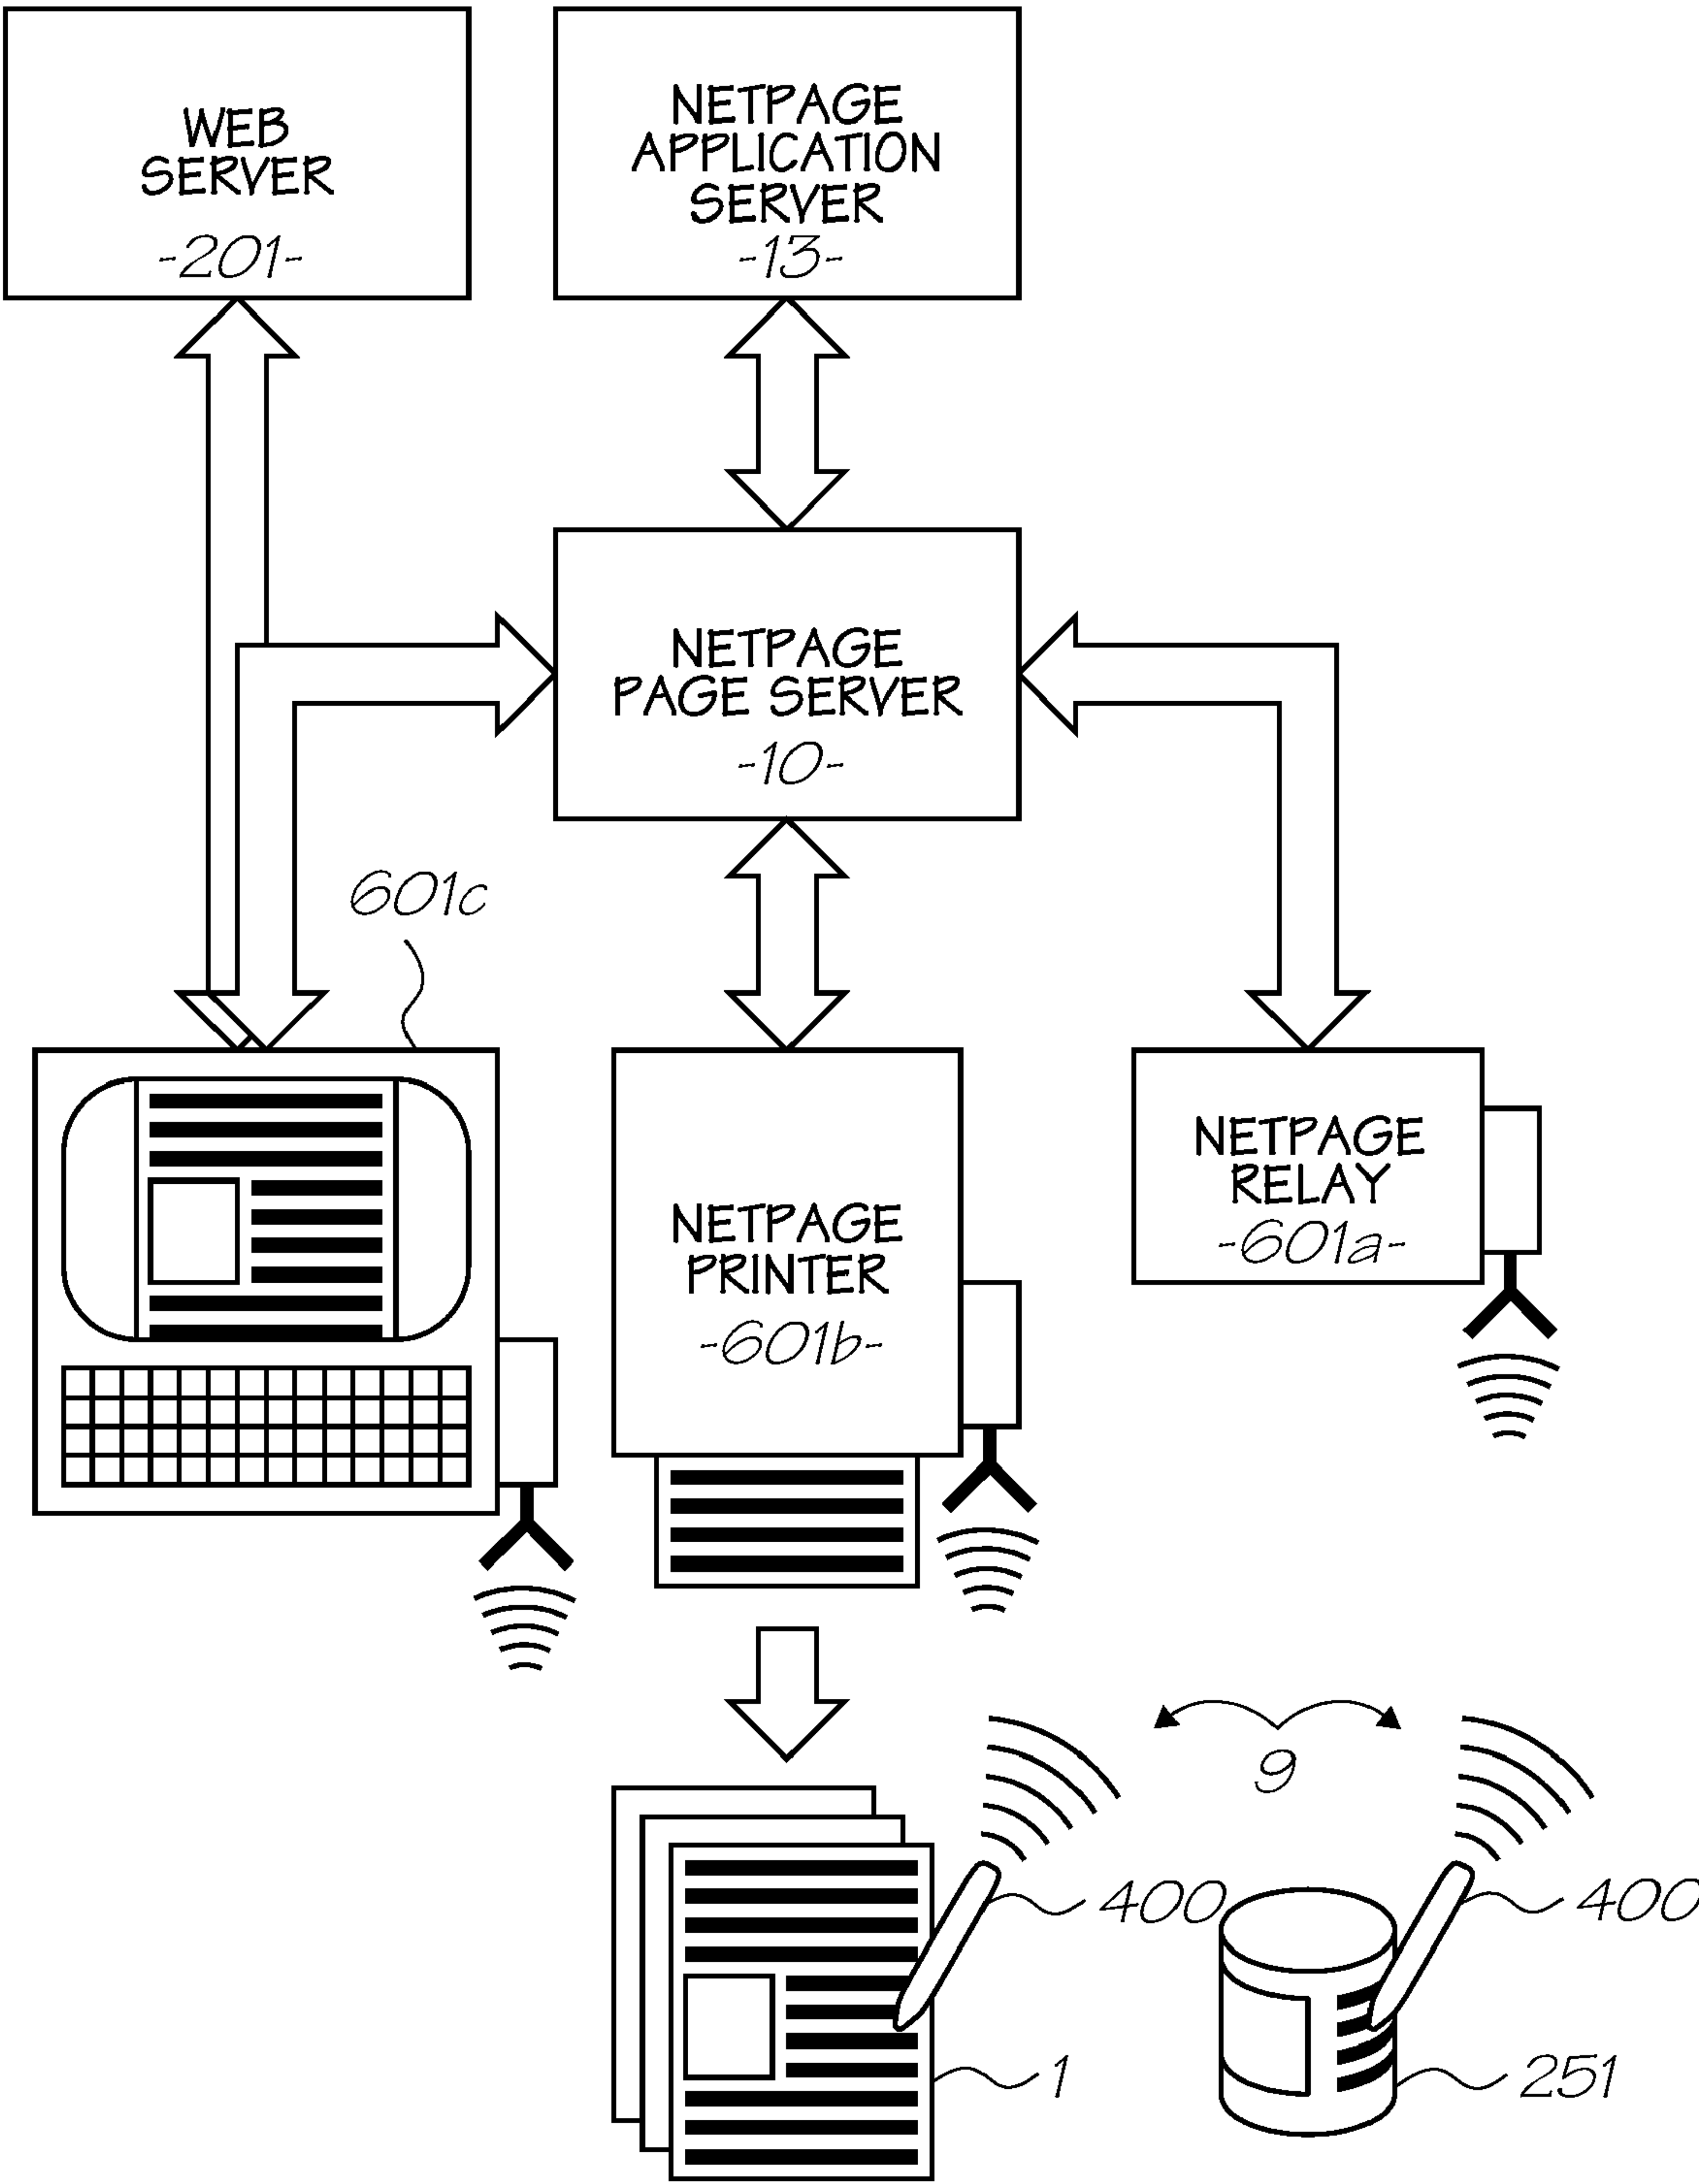 WEB
SERVER
-201-
NETPAGE
APPLICATION
SERVER
-13-
NETPAGE
PAGE SERVER
-10-
601c
NETPAGE
PRINTER
-601b-
NETPAGE
RELAY
-601a-
9
400
400
1
251